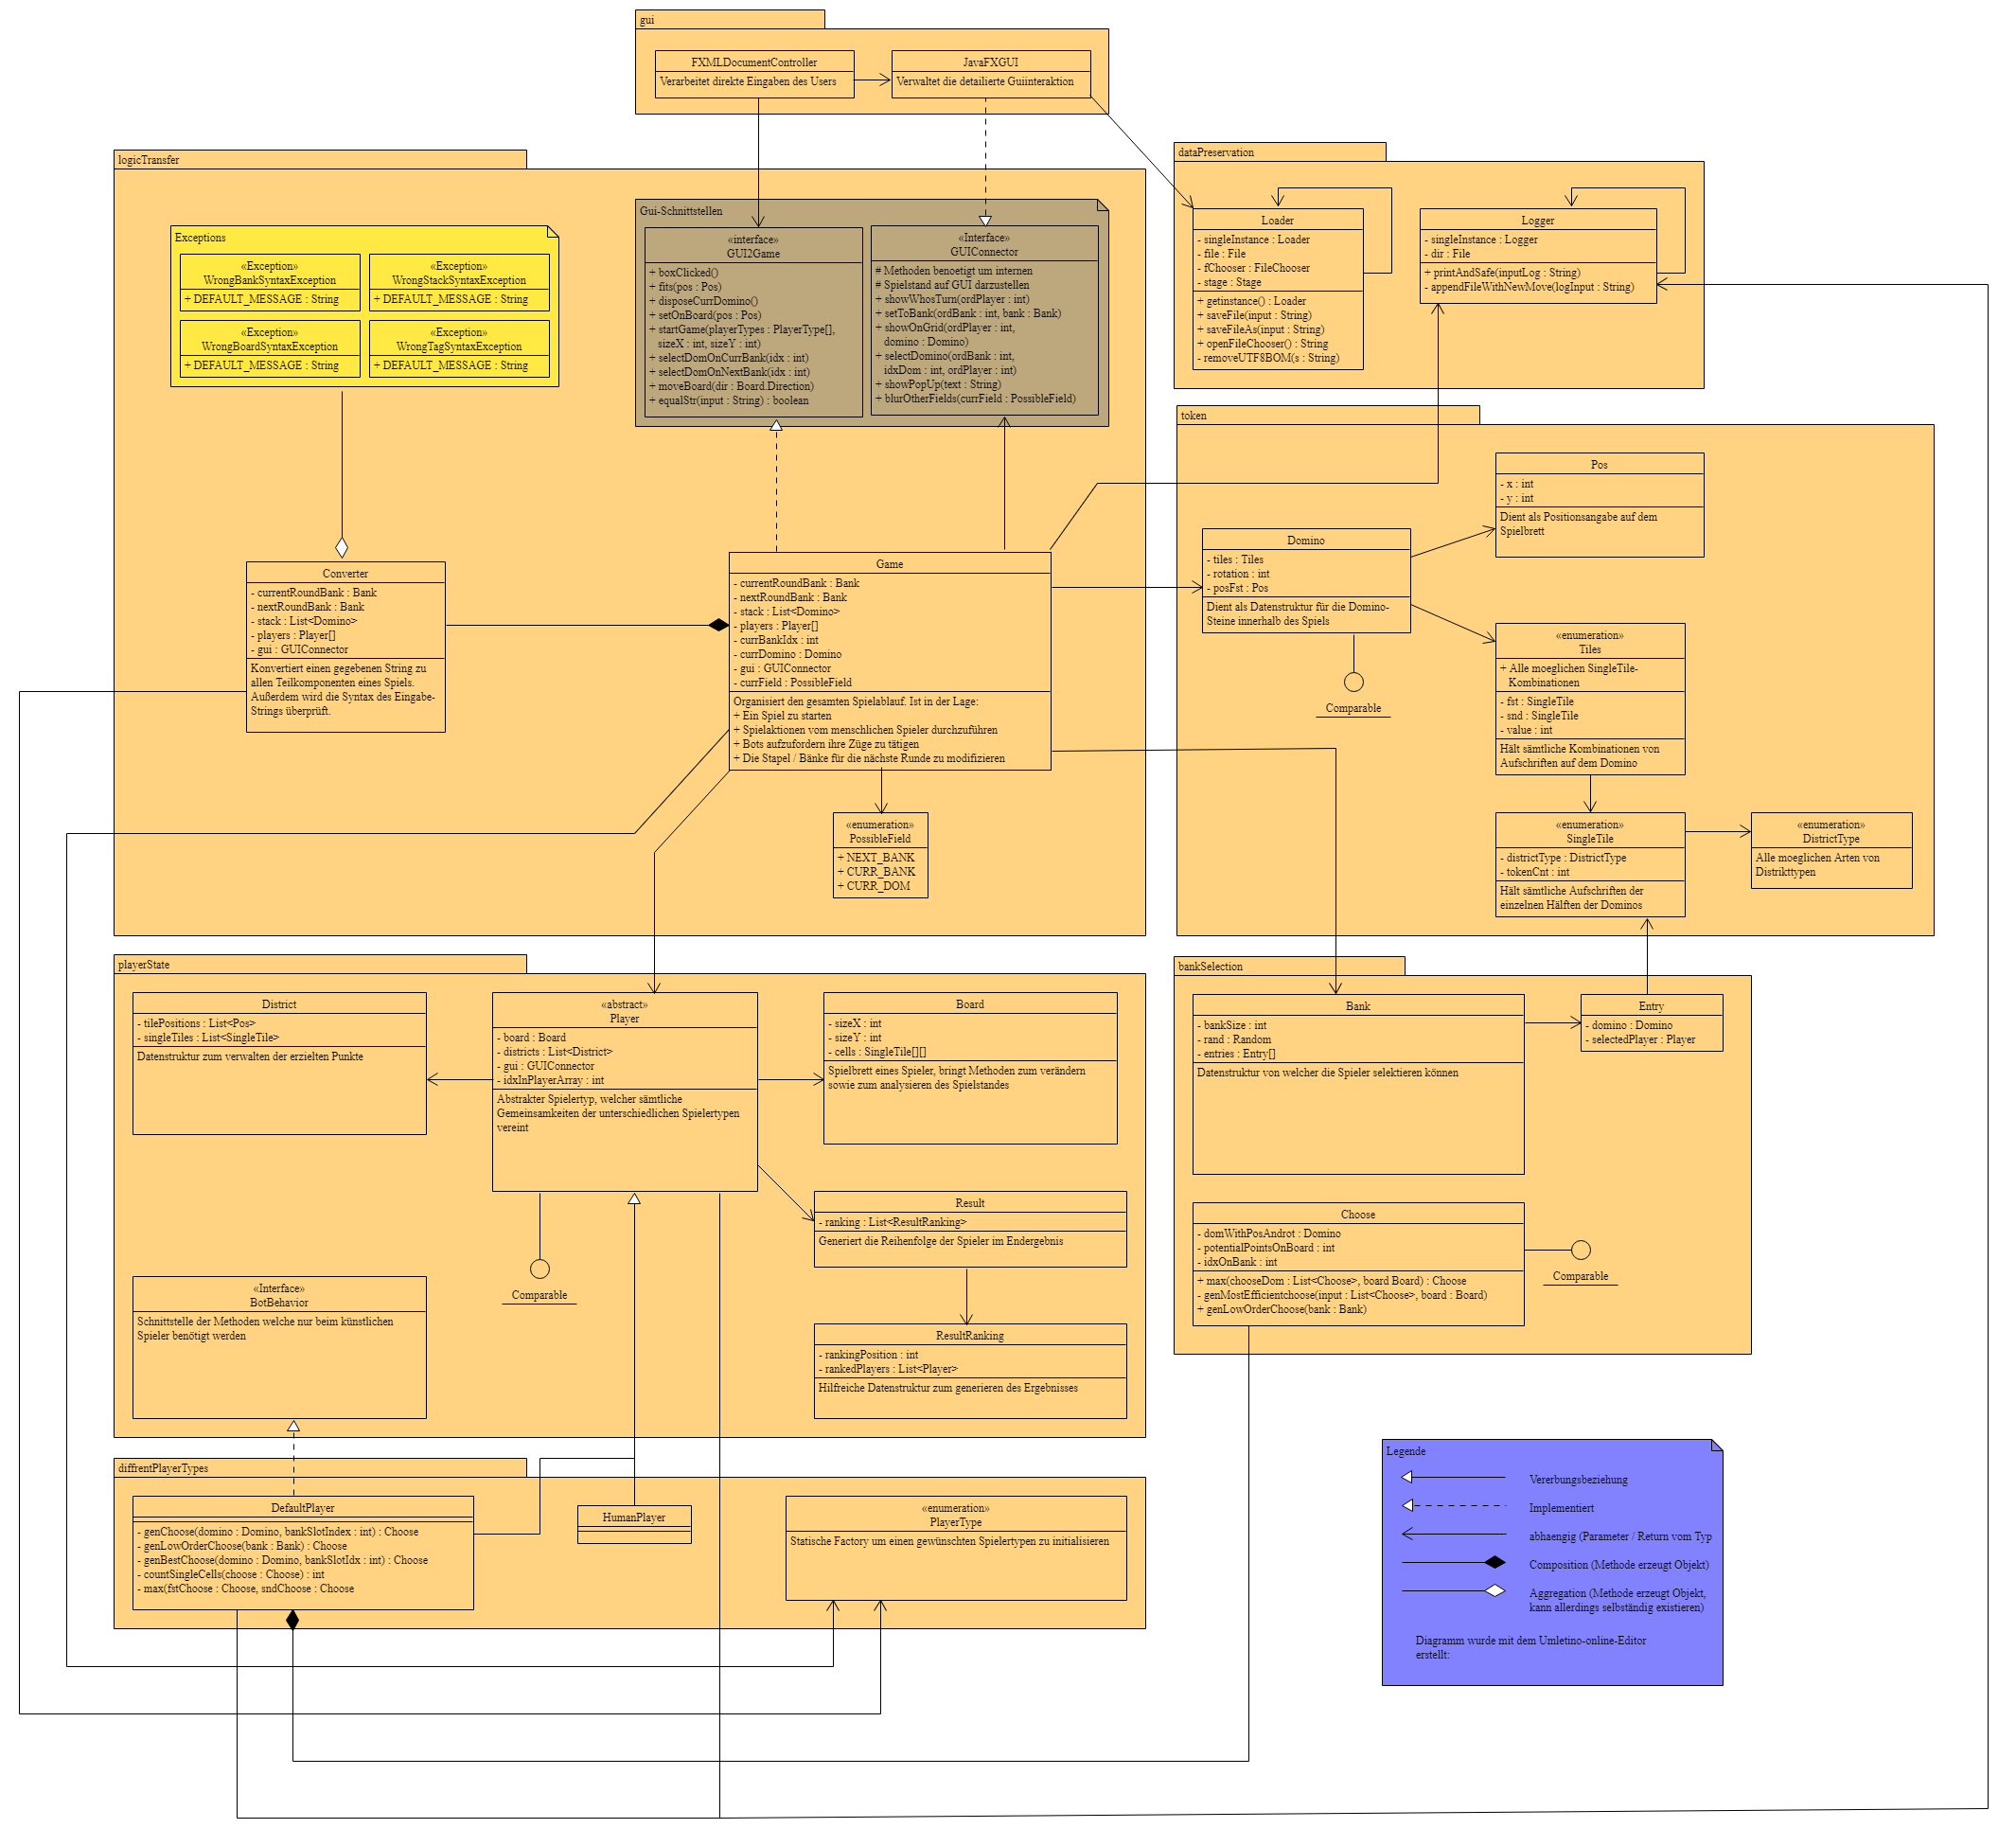 gui
FXMLDocumentController
Verarbeitet direkte Eingaben des Users
JavaFXGUI
Verwaltet die detailierte Guiinteraktion
logicTransfer
Exceptions
«Exception»
WrongBankSyntaxException
+ DEFAULT_MESSAGE : String
«Exception»
WrongStackSyntaxException
+ DEFAULT_MESSAGE : String
«Exception»
WrongBoardSyntaxException
+ DEFAULT_MESSAGE : String
«Exception»
WrongTagSyntaxException
+ DEFAULT_MESSAGE : String
Gui-Schnittstellen
«interface»
GUI2Game
+ boxClicked()
+ fits(pos : Pos)
+ disposeCurrDomino()
+ setOnBoard(pos : Pos)
+ startGame(playerTypes : PlayerType[],
sizeX : int, sizeY : int)
+ selectDomOnCurrBank(idx : int)
+ selectDomOnNextBank(idx : int)
+ moveBoard(dir : Board.Direction)
+ equalStr(input : String) : boolean
«Interface»
GUIConnector
# Methoden benoetigt um internen
# Spielstand auf GUI darzustellen
+ showWhosTurn(ordPlayer : int)
+ setToBank(ordBank : int, bank : Bank)
+ showOnGrid(ordPlayer : int,
domino : Domino)
+ selectDomino(ordBank : int,
idxDom : int, ordPlayer : int)
+ showPopUp(text : String)
+ blurOtherFields(currField : PossibleField)
Converter
- currentRoundBank : Bank
- nextRoundBank : Bank
- stack : List<Domino>
- players : Player[]
- gui : GUIConnector
Konvertiert einen gegebenen String zu
allen Teilkomponenten eines Spiels.
Außerdem wird die Syntax des Eingabe-
Strings überprüft.
Game
- currentRoundBank : Bank
- nextRoundBank : Bank
- stack : List<Domino>
- players : Player[]
- currBankIdx : int
- currDomino : Domino
- gui : GUIConnector
- currField : PossibleField
Organisiert den gesamten Spielablauf. Ist in der Lage:
+ Ein Spiel zu starten
+ Spielaktionen vom menschlichen Spieler durchzuführen
+ Bots aufzufordern ihre Züge zu tätigen
+ Die Stapel / Bänke für die nächste Runde zu modifizieren
«enumeration»
PossibleField
+ NEXT_BANK
+ CURR_BANK
+ CURR_DOM
dataPreservation
Loader
- singleInstance : Loader
- file : File
- fChooser : FileChooser
- stage : Stage
+ getinstance() : Loader
+ saveFile(input : String)
+ saveFileAs(input : String)
+ openFileChooser() : String
- removeUTF8BOM(s : String)
Logger
- singleInstance : Logger
- dir : File
+ printAndSafe(inputLog : String)
- appendFileWithNewMove(logInput : String)
token
Pos
- x : int
- y : int
Dient als Positionsangabe auf dem
Spielbrett
Domino
- tiles : Tiles
- rotation : int
- posFst : Pos
Dient als Datenstruktur für die Domino-
Steine innerhalb des Spiels
Comparable
«enumeration»
Tiles
+ Alle moeglichen SingleTile-
Kombinationen
- fst : SingleTile
- snd : SingleTile
- value : int
Hält sämtliche Kombinationen von
Aufschriften auf dem Domino
«enumeration»
SingleTile
- districtType : DistrictType
- tokenCnt : int
Hält sämtliche Aufschriften der
einzelnen Hälften der Dominos
«enumeration»
DistrictType
Alle moeglichen Arten von
Distrikttypen
playerState
District
- tilePositions : List<Pos>
- singleTiles : List<SingleTile>
Datenstruktur zum verwalten der erzielten Punkte
«abstract»
Player
- board : Board
- districts : List<District>
- gui : GUIConnector
- idxInPlayerArray : int
Abstrakter Spielertyp, welcher sämtliche
Gemeinsamkeiten der unterschiedlichen Spielertypen
vereint
Board
- sizeX : int
- sizeY : int
- cells : SingleTile[][]
Spielbrett eines Spieler, bringt Methoden zum verändern
sowie zum analysieren des Spielstandes
Comparable
Result
- ranking : List<ResultRanking>
Generiert die Reihenfolge der Spieler im Endergebnis
ResultRanking
- rankingPosition : int
- rankedPlayers : List<Player>
Hilfreiche Datenstruktur zum generieren des Ergebnisses
«Interface»
BotBehavior
Schnittstelle der Methoden welche nur beim künstlichen
Spieler benötigt werden
bankSelection
Bank
- bankSize : int
- rand : Random
- entries : Entry[]
Datenstruktur von welcher die Spieler selektieren können
Entry
- domino : Domino
- selectedPlayer : Player
Choose
- domWithPosAndrot : Domino
- potentialPointsOnBoard : int
- idxOnBank : int
+ max(chooseDom : List<Choose>, board Board) : Choose
- genMostEfficientchoose(input : List<Choose>, board : Board)
+ genLowOrderChoose(bank : Bank)
Comparable
diffrentPlayerTypes
DefaultPlayer
- genChoose(domino : Domino, bankSlotIndex : int) : Choose
- genLowOrderChoose(bank : Bank) : Choose
- genBestChoose(domino : Domino, bankSlotIdx : int) : Choose
- countSingleCells(choose : Choose) : int
- max(fstChoose : Choose, sndChoose : Choose
HumanPlayer
«enumeration»
PlayerType
Statische Factory um einen gewünschten Spielertypen zu initialisieren
Legende
Vererbungsbeziehung
Implementiert
abhaengig (Parameter / Return vom Typ
Composition (Methode erzeugt Objekt)
Aggregation (Methode erzeugt Objekt,
kann allerdings selbständig existieren)
Diagramm wurde mit dem Umletino-online-Editor
erstellt: